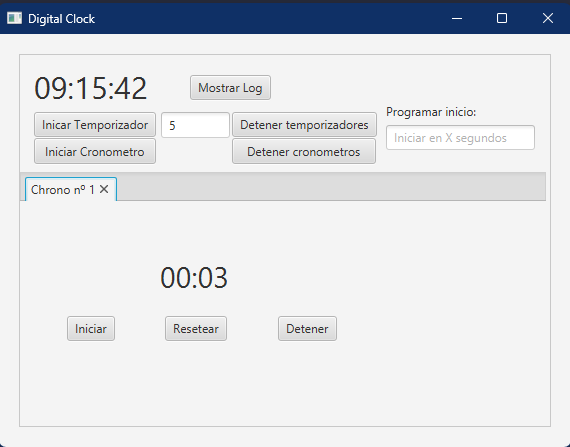 Digital Clock
09:15:42
Mostrar Log
Programar inicio:
Inicar Temporizador
5
Detener temporizadores
Iniciar en X segundos
Iniciar Cronometro
Detener cronometros
Chrono nº 1
00:03
Iniciar
Resetear
Detener